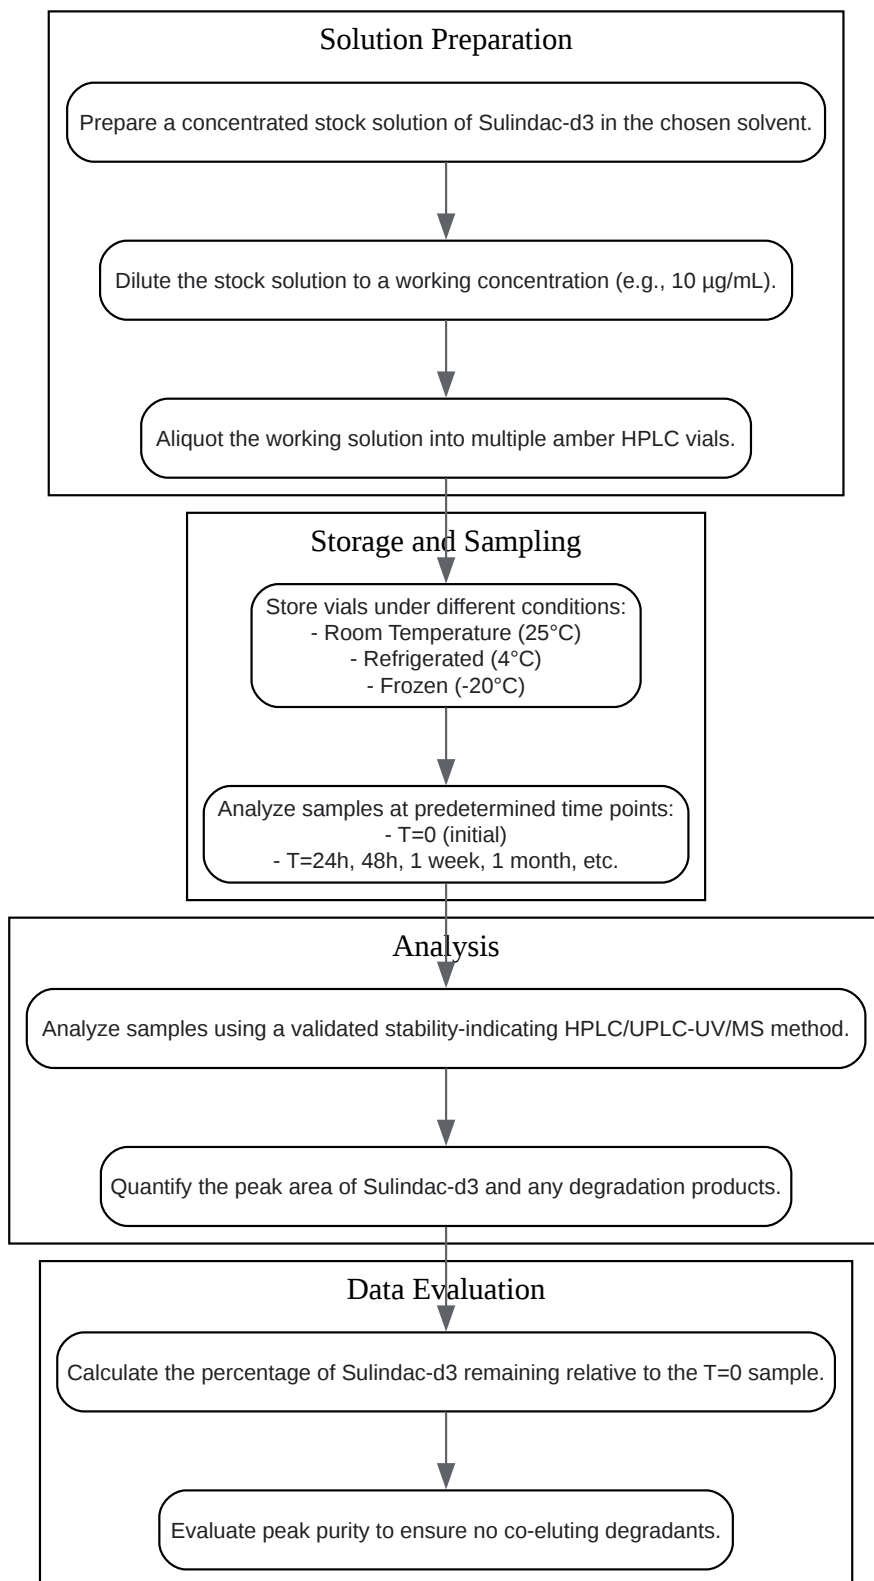 Solution Preparation
Prepare a concentrated stock solution of Sulindac-d3 in the chosen solvent.
Dilute the stock solution to a working concentration (e.g., 10 µg/mL).
Aliquot the working solution into multiple amber HPLC vials.
Storage and Sampling
Store vials under different conditions:
- Room Temperature (25°C)
- Refrigerated (4°C)
- Frozen (-20°C)
Analyze samples at predetermined time points:
- T=0 (initial)
- T=24h, 48h, 1 week, 1 month, etc.
Analysis
Analyze samples using a validated stability-indicating HPLC/UPLC-UV/MS method.
Quantify the peak area of Sulindac-d3 and any degradation products.
Data Evaluation
Calculate the percentage of Sulindac-d3 remaining relative to the T=0 sample.
Evaluate peak purity to ensure no co-eluting degradants.